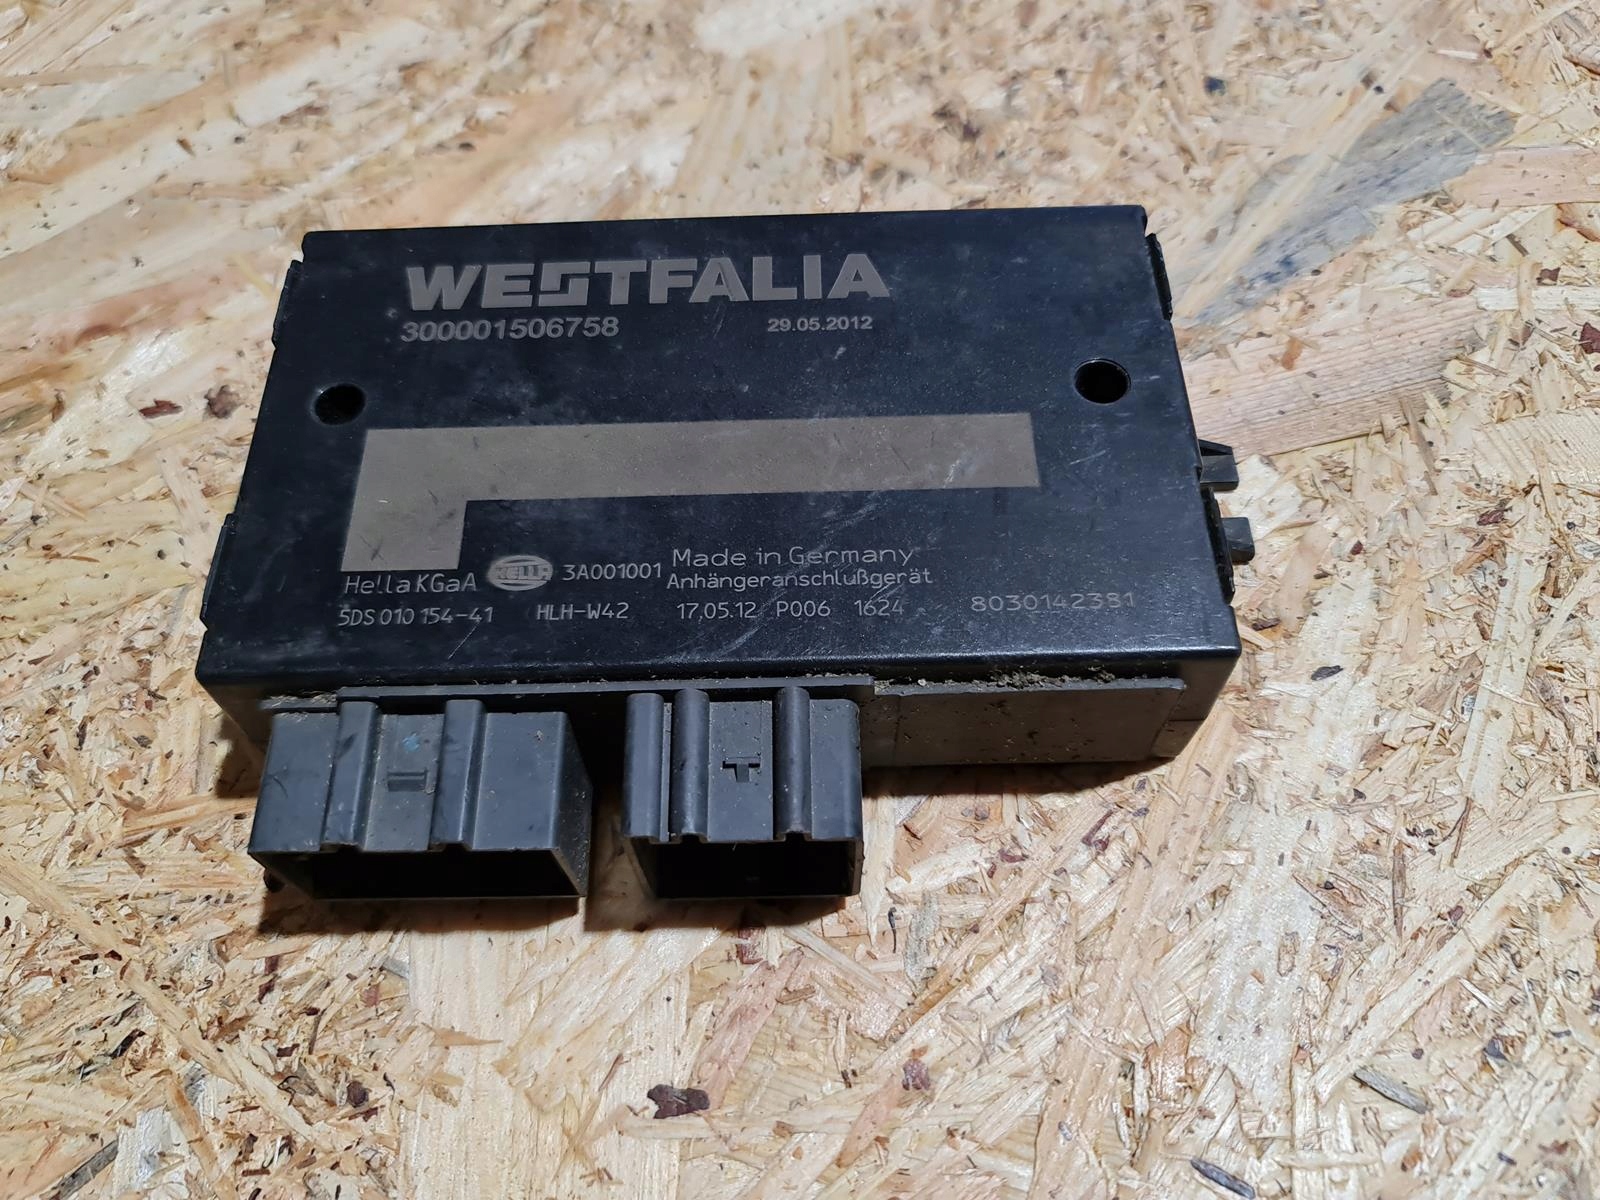 WESTFALIA
300001506758 29.05.2012
Hella KGaA HELLA 3A001001 Made in Germany
Anhängeranschlußgerät
5DS 010 154-41 HLH-W42 17.05.12 P006 1624 8030142381